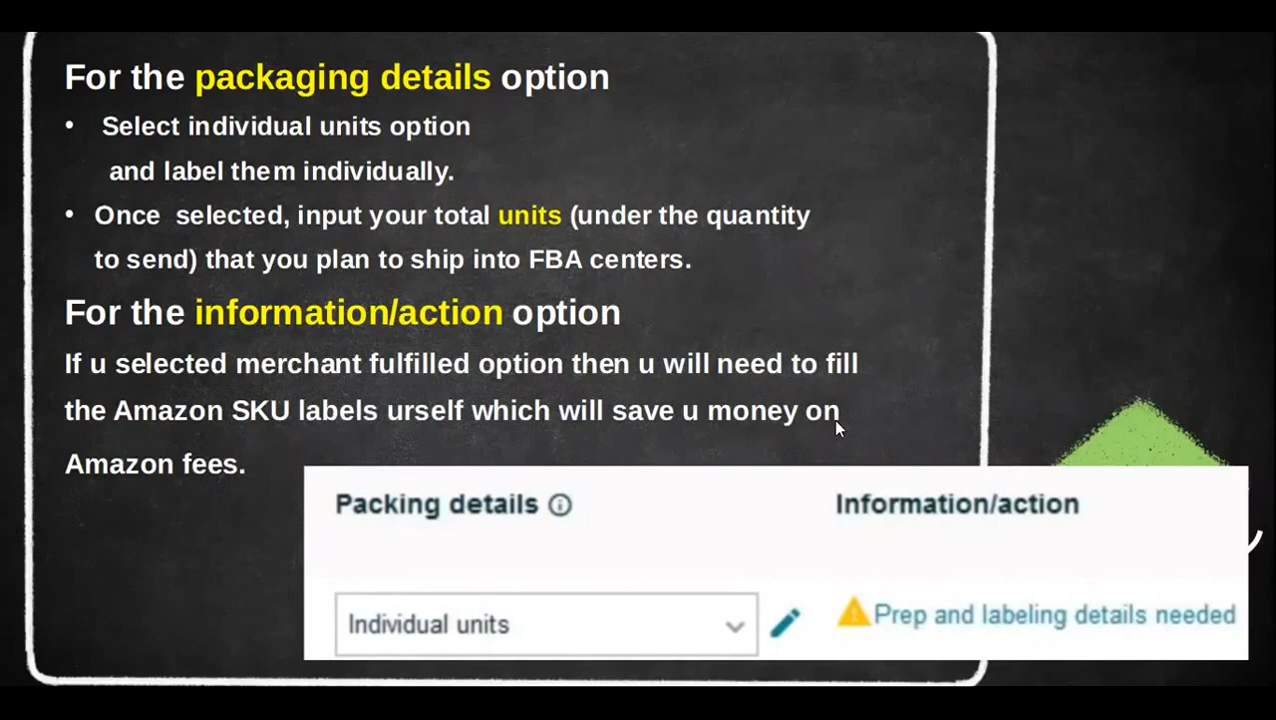 For the packaging details option
• Select individual units option
and label them individually.
• Once selected, input your total units (under the quantity
to send) that you plan to ship into FBA centers.
For the information/action option
If u selected merchant fulfilled option then u will need to fill
the Amazon SKU labels urself which will save u money on
Amazon fees.
Packing details Information/action
Individual units Prep and labeling details needed